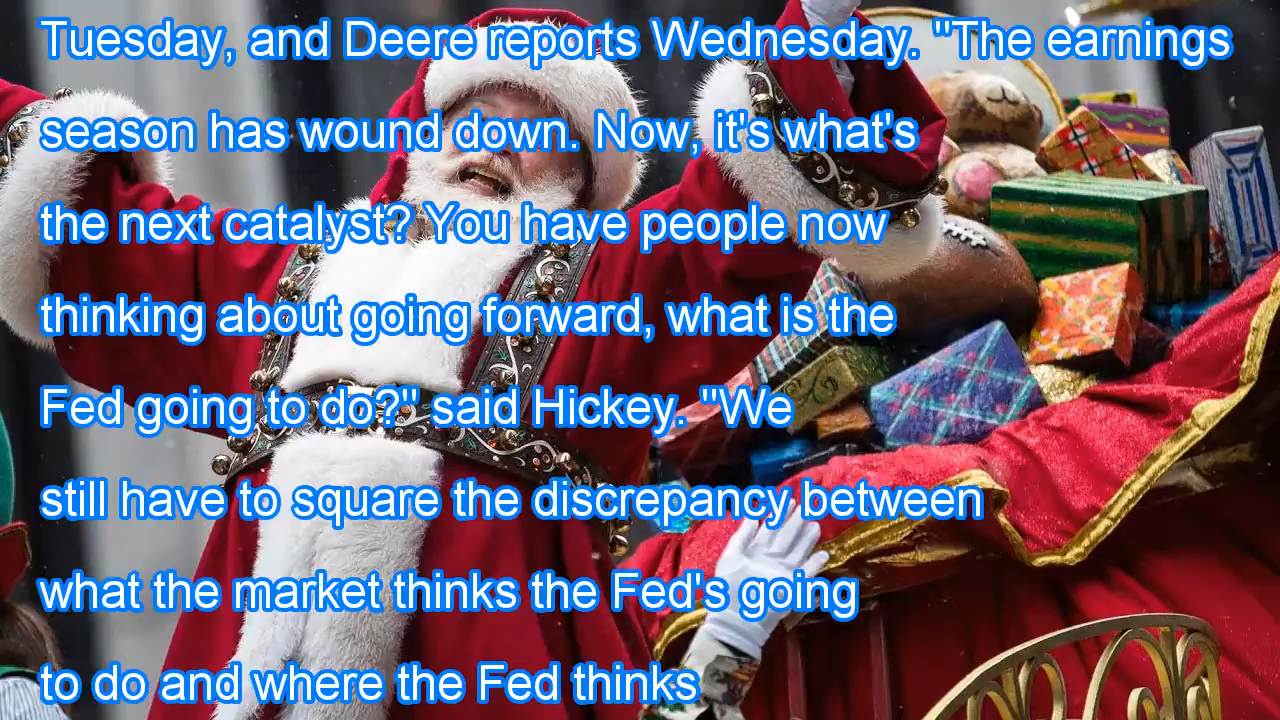 Tuesday, and Deere reports Wednesday. "The earnings
season has wound down. Now, it's what's
the next catalyst? You have people now
thinking about going forward, what is the
Fed going to do?" said Hickey. "We
still have to square the discrepancy between
what the market thinks the Fed's going
to do and where the Fed thinks